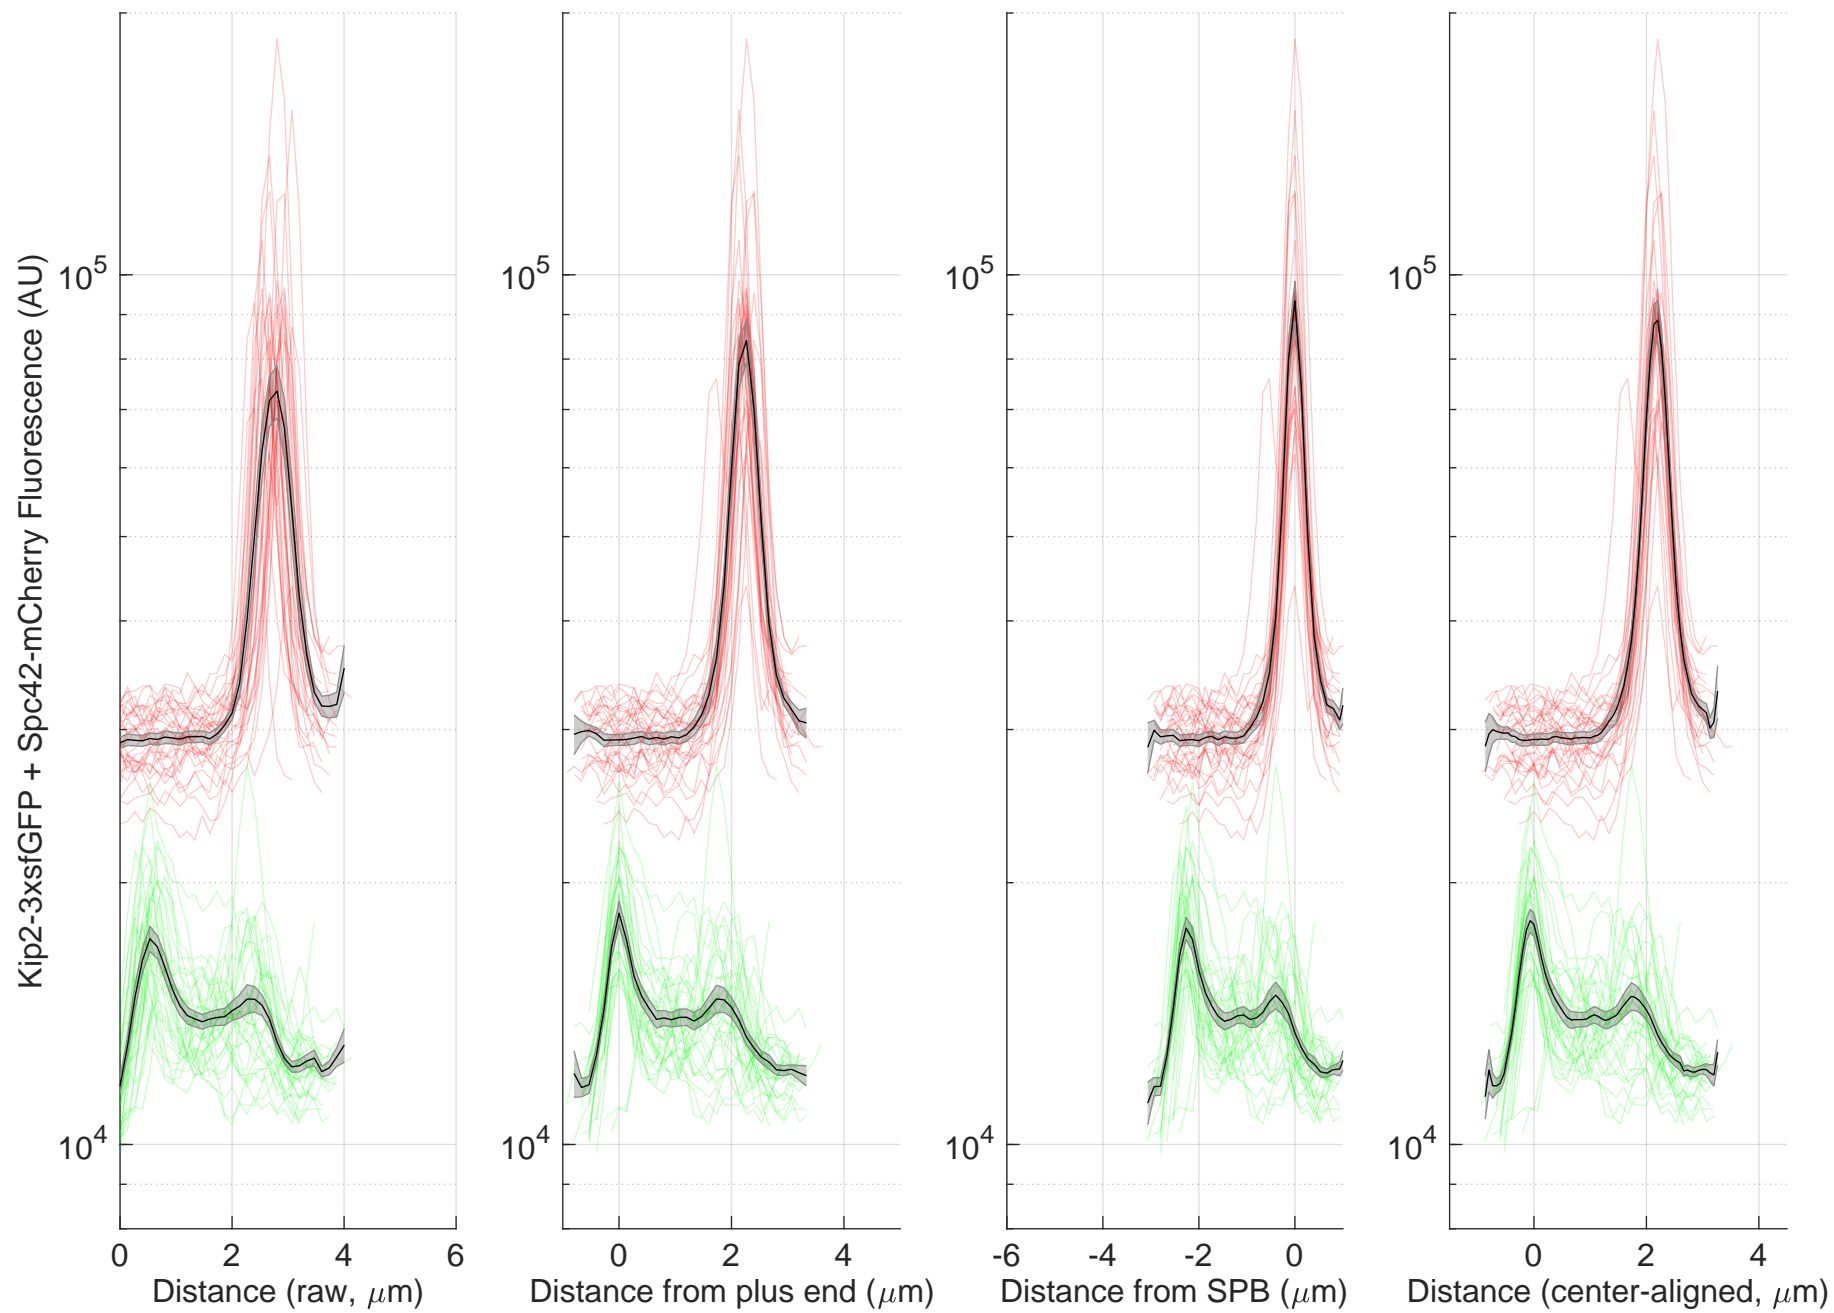 Kip2-3xsfGFP + Spc42-mCherry Fluorescence (AU)
10^5
10^4
0 2 4 6
Distance (raw, μm)
10^5
10^4
0 2 4
Distance from plus end (μm)
10^5
10^4
-6 -4 -2 0
Distance from SPB (μm)
10^5
10^4
0 2 4
Distance (center-aligned, μm)